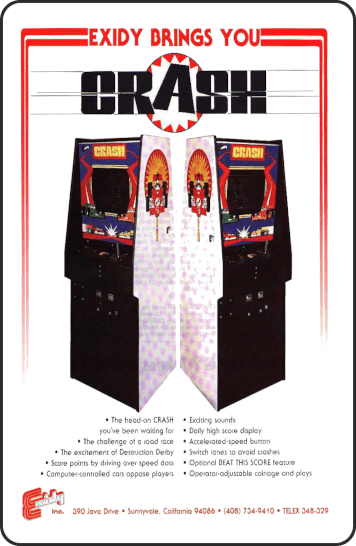 EXIDY BRINGS YOU
CRASH
CRASH
CRASH
• The head-on CRASH
you've been waiting for
• The challenge of a road race
• The excitement of Destruction Derby
• Score points by driving over speed dots
• Computer-controlled cars oppose players
• Exciting sounds
• Daily high score display
• Accelerated-speed button
• Switch lanes to avoid crashes
• Optional BEAT THIS SCORE feature
• Operator-adjustable coinage and plays
Exidy
Inc. 390 Java Drive • Sunnyvale, California 94086 • (408) 734-9410 • TELEX 348-329